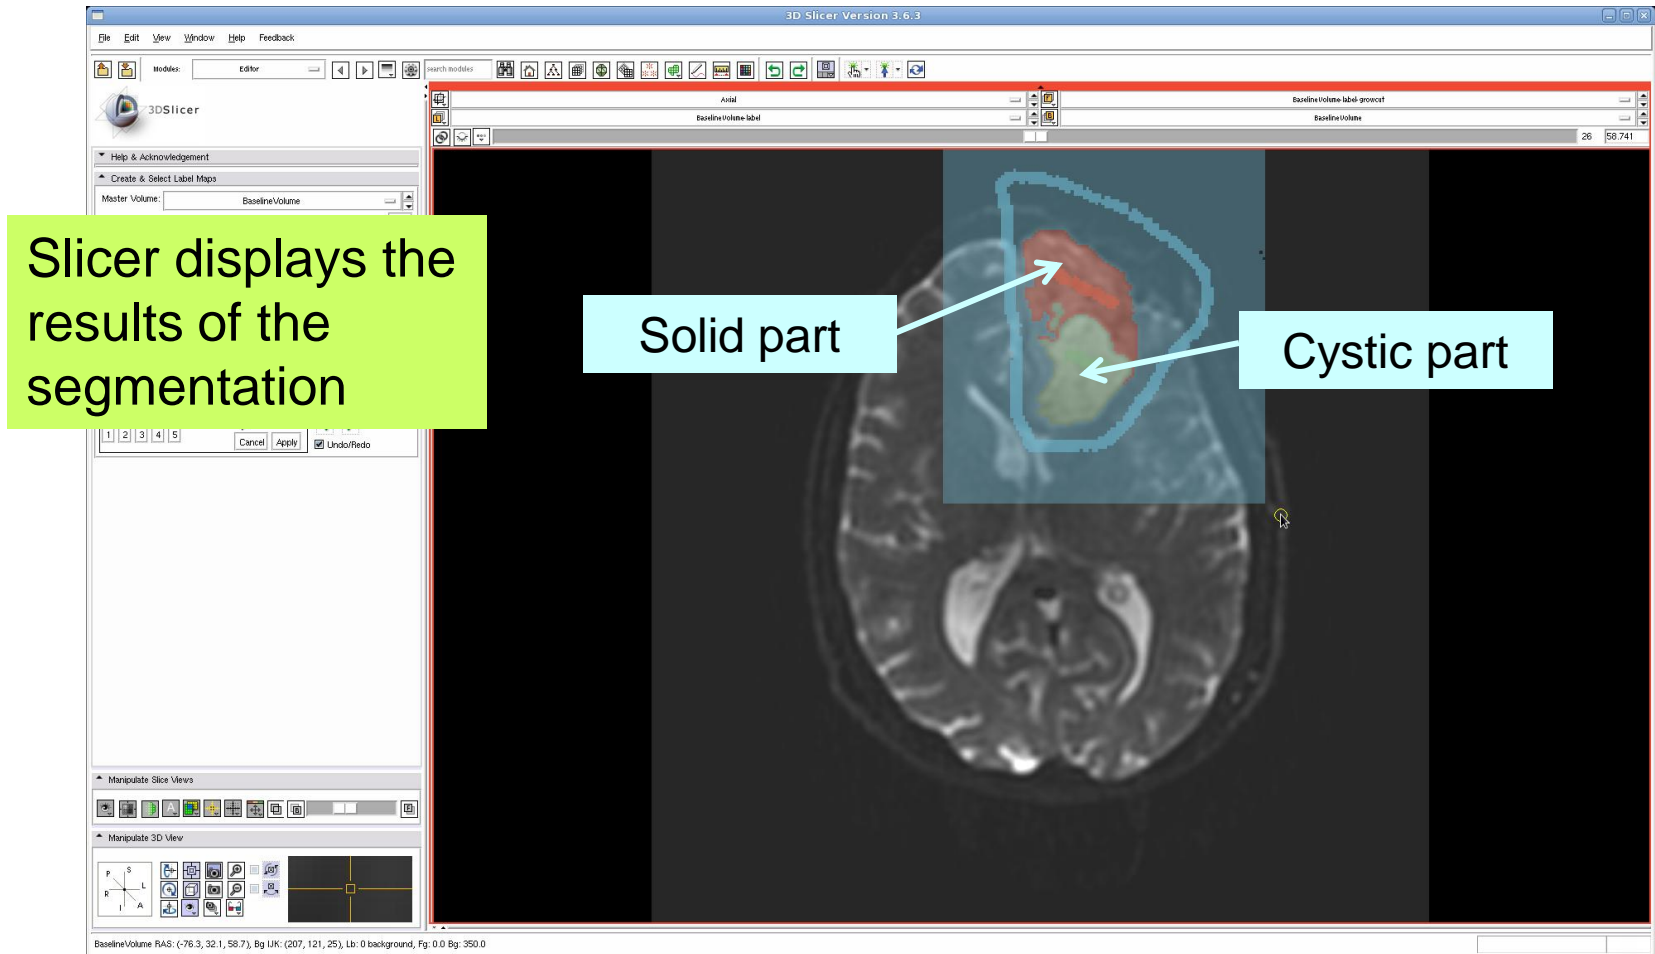 3D Slicer Version 3.6.3
File Edit View Window Help Feedback
Modules: Editor search modules
3DSlicer
Axial BaselineVolume-label-growcut
BaselineVolume-label BaselineVolume
26 58.741
Help & Acknowledgement
Create & Select Label Maps
Master Volume: BaselineVolume
Slicer displays the
results of the
segmentation
Solid part
Cystic part
1 2 3 4 5 Cancel Apply Undo/Redo
Manipulate Slice Views
Manipulate 3D View
P S
R L
I A
BaselineVolume RAS: (-76.3, 32.1, 58.7), Bg IJK: (207, 121, 25), Lb: 0 background, Fg: 0.0 Bg: 350.0